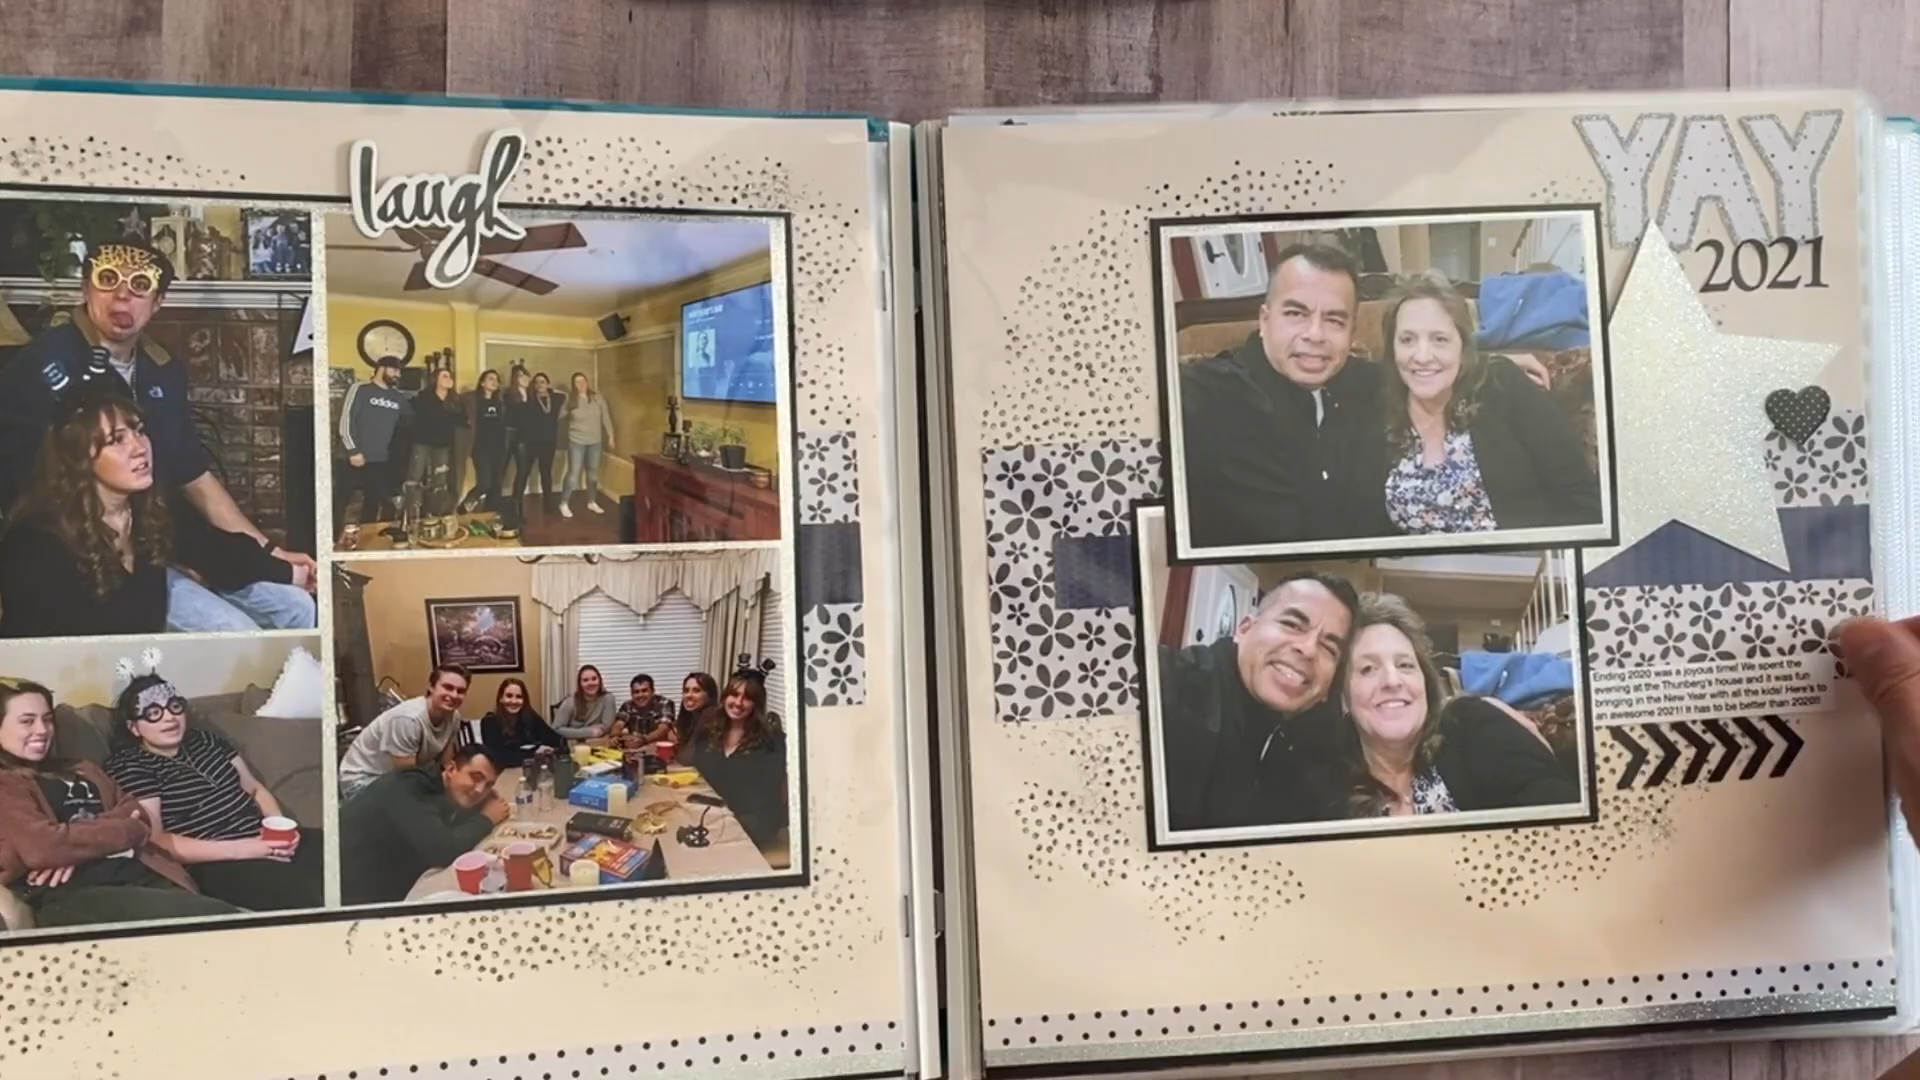 laugh
HAPPY
adidas
YAY
2021
Ending 2020 was a joyous time! We spent the
evening at the Thunberg's house and it was fun
bringing in the New Year with all the kids! Here's to
an awesome 2021! It has to be better than 2020!!